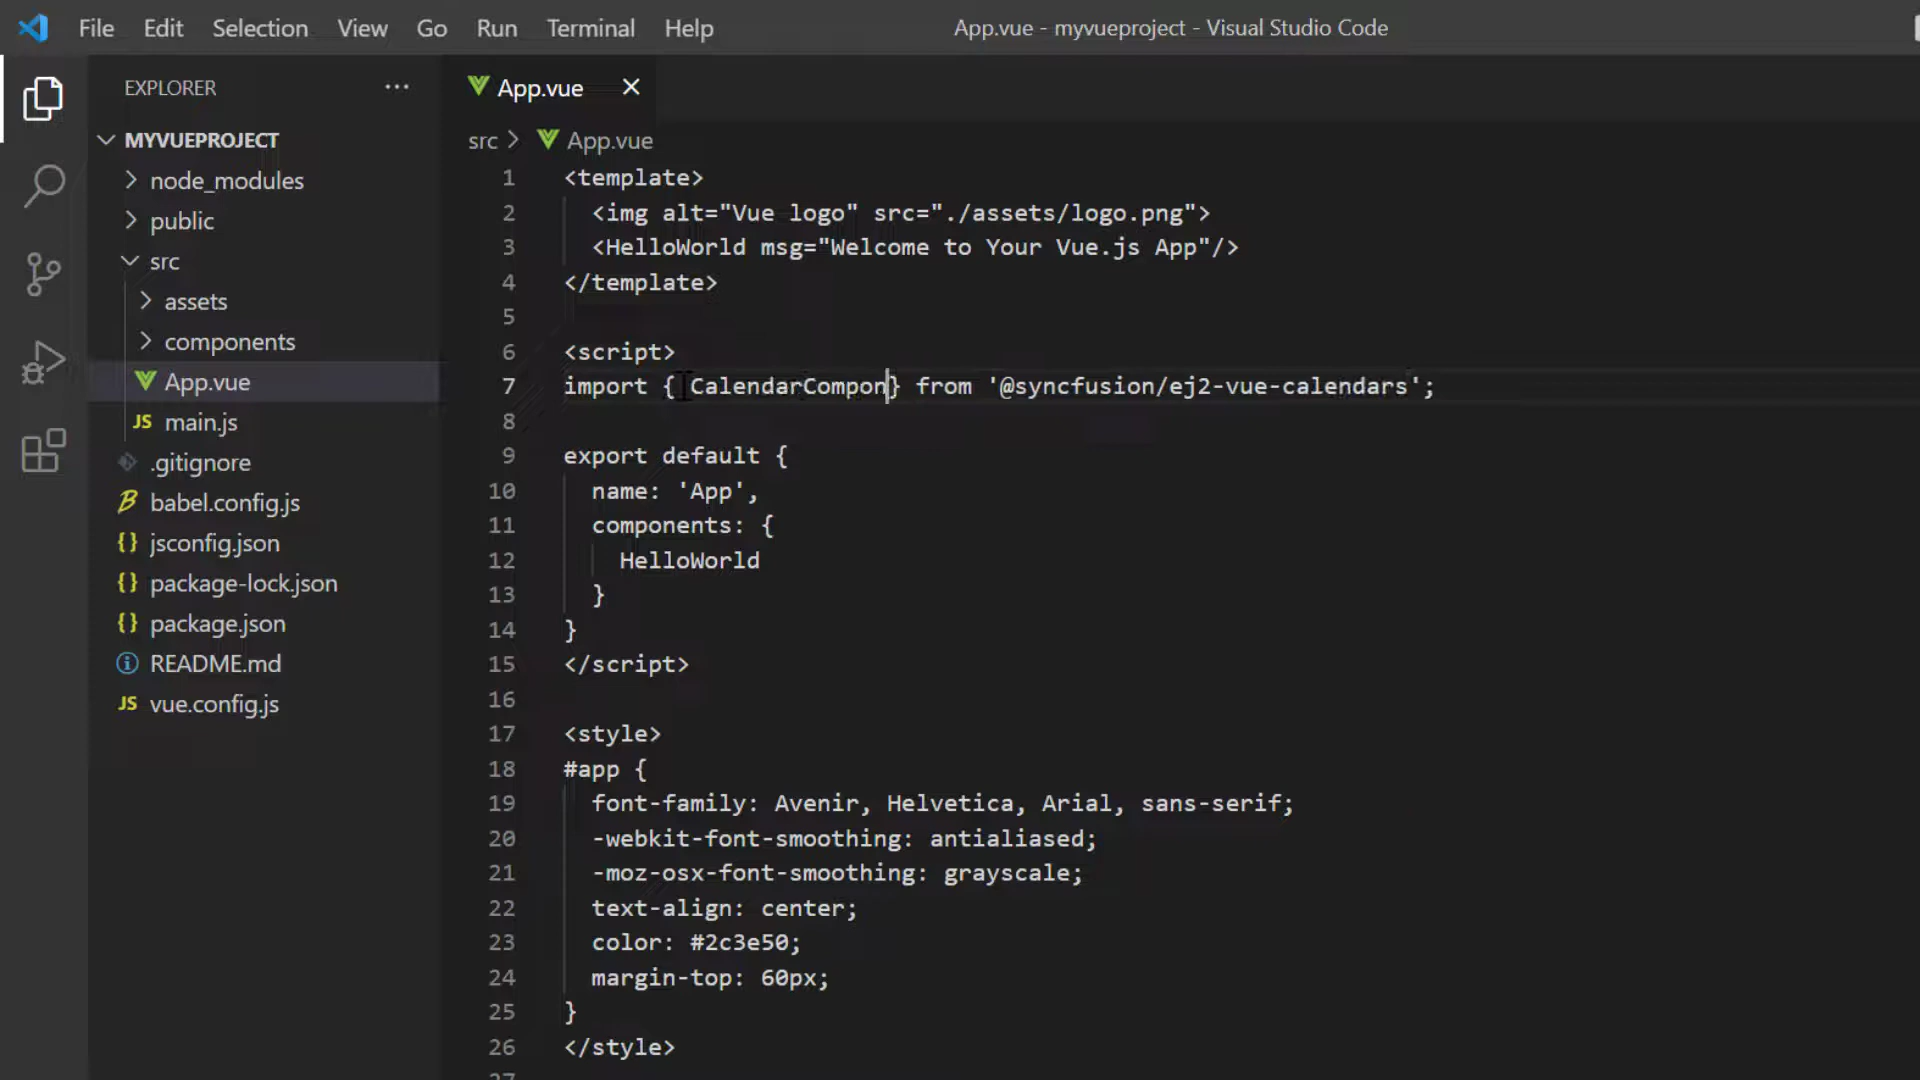 File Edit Selection View Go Run Terminal Help
App.vue - myvueproject - Visual Studio Code
EXPLORER ···
MYVUEPROJECT
node_modules
public
src
assets
components
App.vue
JS main.js
.gitignore
babel.config.js
{} jsconfig.json
{} package-lock.json
{} package.json
README.md
JS vue.config.js
App.vue
src > App.vue
1 <template>
2 <img alt="Vue logo" src="./assets/logo.png">
3 <HelloWorld msg="Welcome to Your Vue.js App"/>
4 </template>
5
6 <script>
7 import { CalendarCompon} from '@syncfusion/ej2-vue-calendars';
8
9 export default {
10 name: 'App',
11 components: {
12 HelloWorld
13 }
14 }
15 </script>
16
17 <style>
18 #app {
19 font-family: Avenir, Helvetica, Arial, sans-serif;
20 -webkit-font-smoothing: antialiased;
21 -moz-osx-font-smoothing: grayscale;
22 text-align: center;
23 color: #2c3e50;
24 margin-top: 60px;
25 }
26 </style>